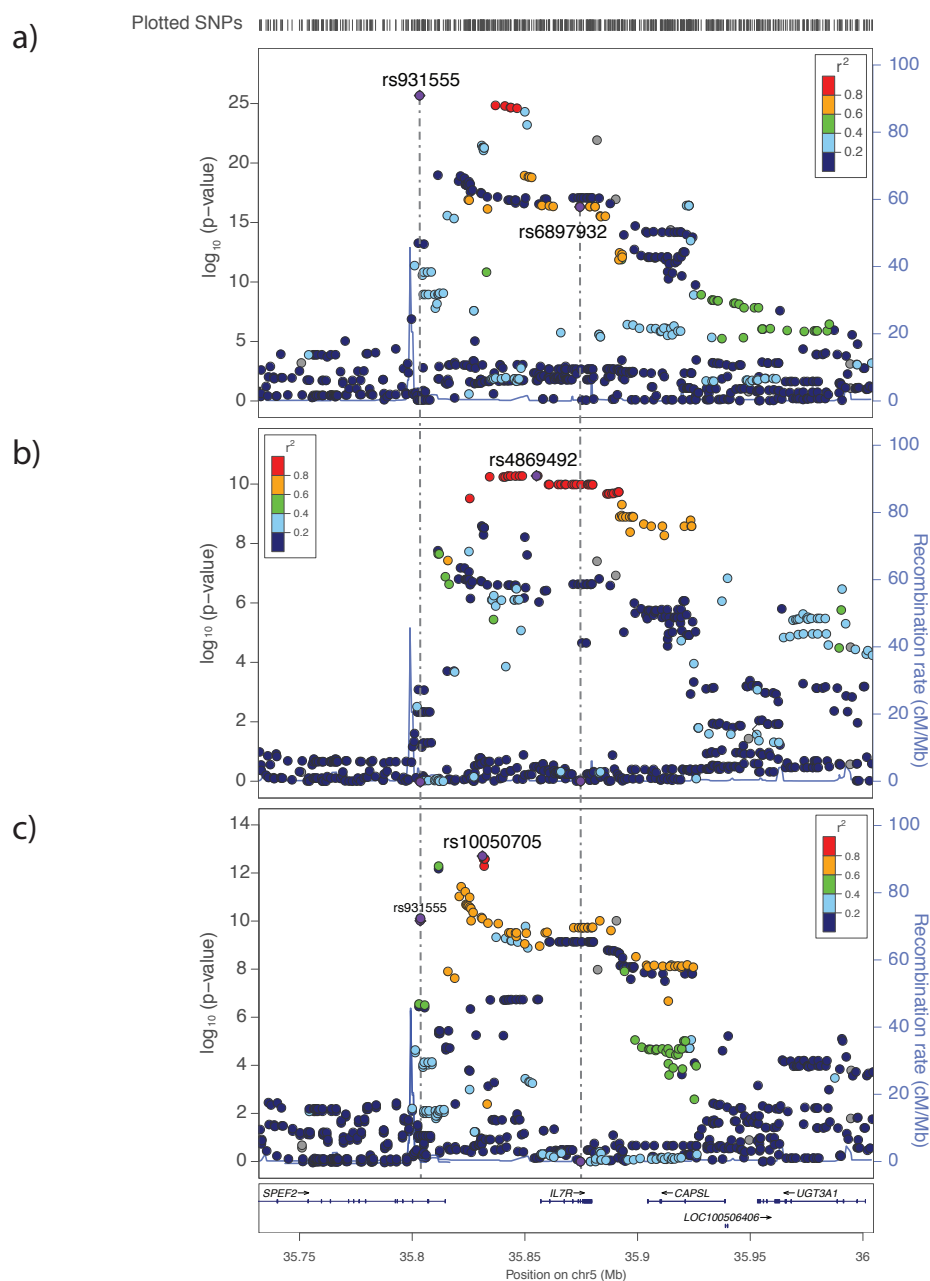 Plotted SNPs
a)
rs931555
rs6897932
r²
0.8
0.6
0.4
0.2
25
20
15
10
5
0
log₁₀ (p−value)
100
80
60
40
20
0
b)
rs4869492
r²
0.8
0.6
0.4
0.2
10
8
6
4
2
0
log₁₀ (p−value)
100
80
60
40
20
0
Recombination rate (cM/Mb)
c)
rs10050705
rs931555
r²
0.8
0.6
0.4
0.2
14
12
10
8
6
4
2
0
log₁₀ (p−value)
100
80
60
40
20
0
Recombination rate (cM/Mb)
SPEF2→
IL7R→
←CAPSL
←UGT3A1
LOC100506406→
35.75
35.8
35.85
35.9
35.95
36
Position on chr5 (Mb)